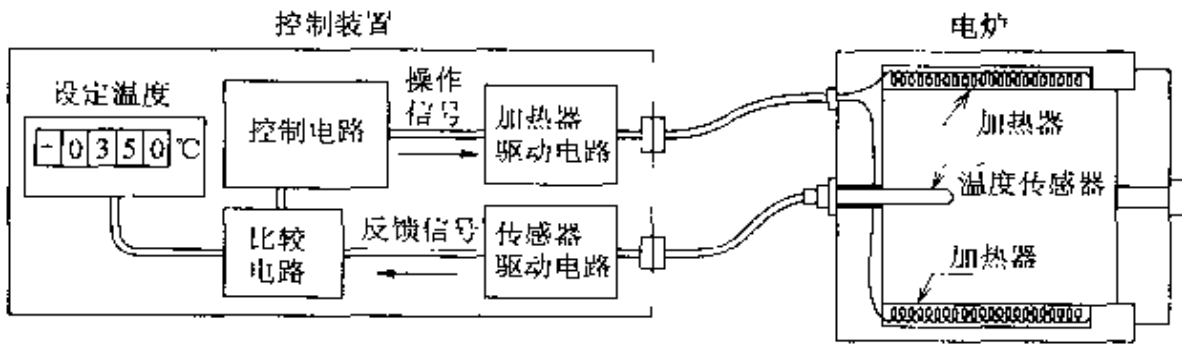 控制装置
电炉
设定温度
-0350℃
控制电路
操作
信号
加热器
驱动电路
比较
电路
反馈信号
传感器
驱动电路
加热器
温度传感器
加热器